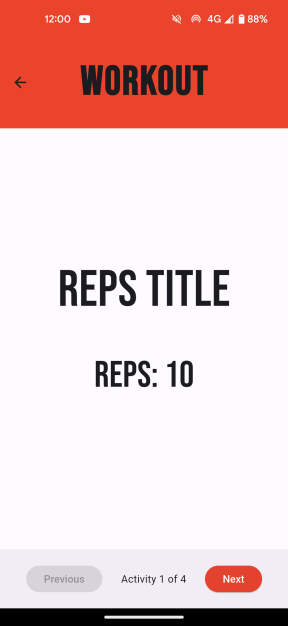 12:00 4G 88%
WORKOUT
REPS TITLE
REPS: 10
Previous Activity 1 of 4 Next